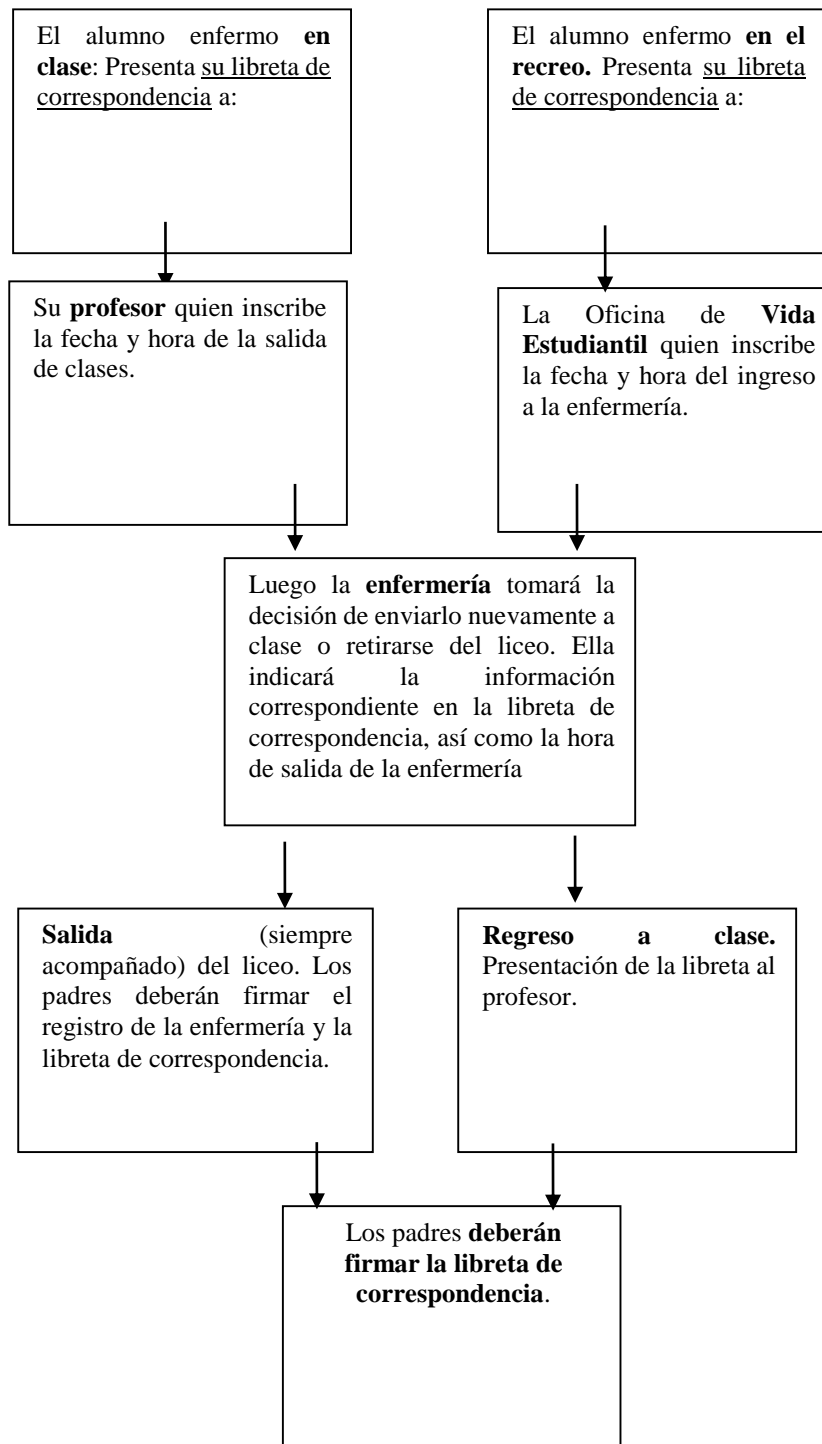 El alumno enfermo en
clase: Presenta su libreta de
correspondencia a:
El alumno enfermo en el
recreo. Presenta su libreta
de correspondencia a:
Su profesor quien inscribe
la fecha y hora de la salida
de clases.
La Oficina de Vida
Estudiantil quien inscribe
la fecha y hora del ingreso
a la enfermería.
Luego la enfermería tomará la
decisión de enviarlo nuevamente a
clase o retirarse del liceo. Ella
indicará la información
correspondiente en la libreta de
correspondencia, así como la hora
de salida de la enfermería
Salida (siempre
acompañado) del liceo. Los
padres deberán firmar el
registro de la enfermería y la
libreta de correspondencia.
Regreso a clase.
Presentación de la libreta al
profesor.
Los padres deberán
firmar la libreta de
correspondencia.